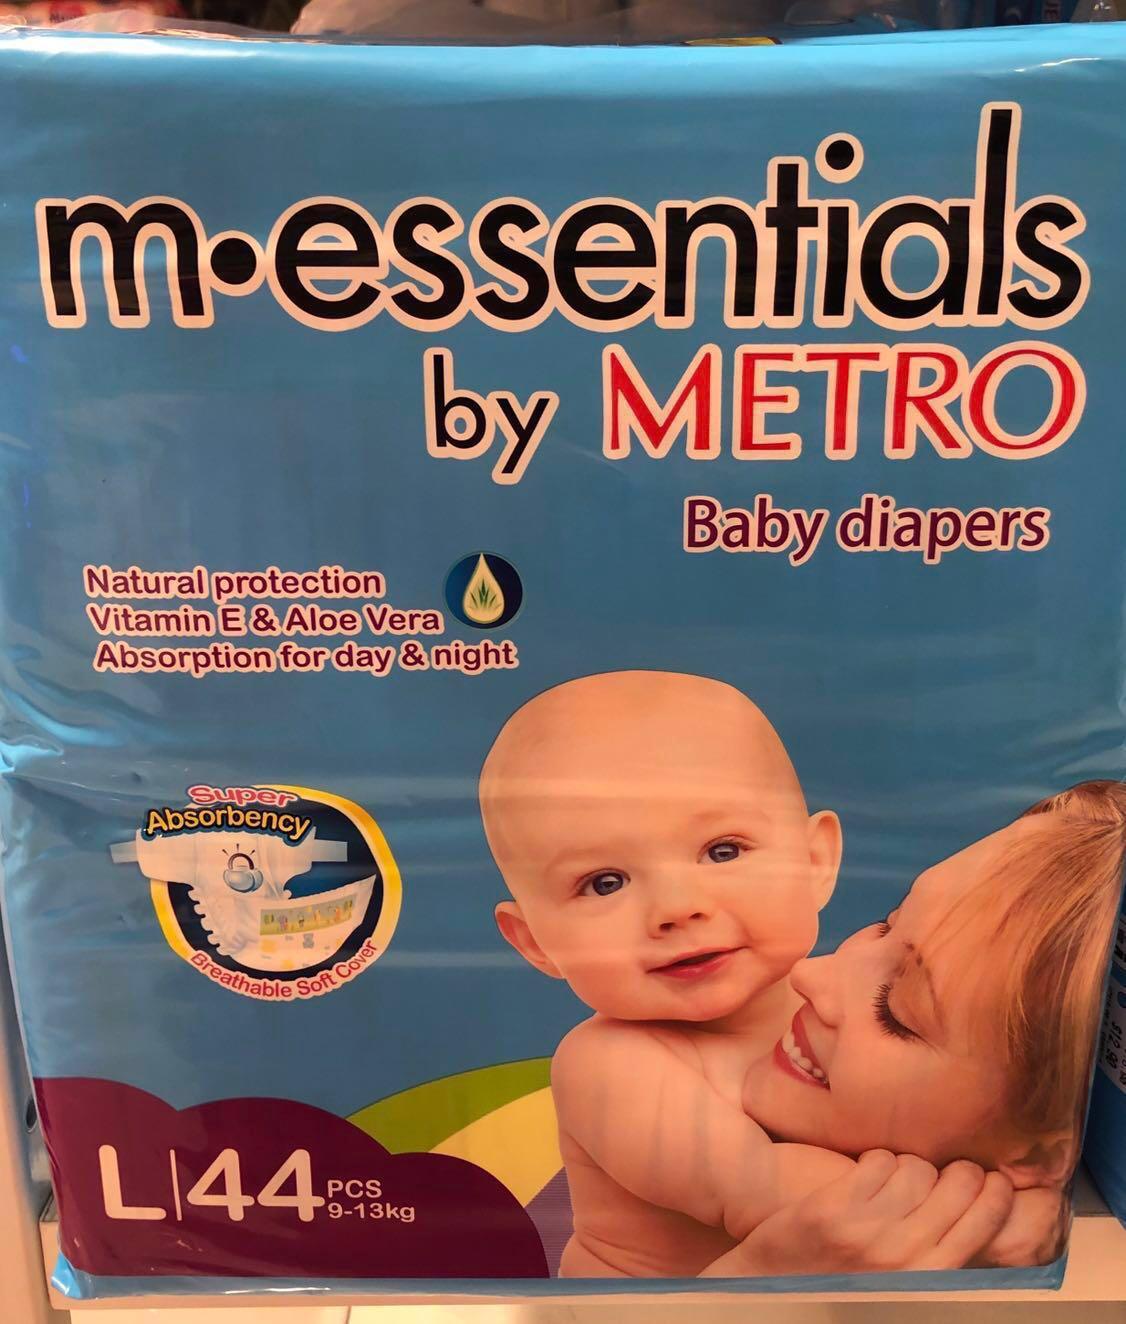 m•essentials
by METRO
Baby diapers
Natural protection
Vitamin E & Aloe Vera
Absorption for day & night
Super
Absorbency
Breathable Soft Cover
L|44 PCS
9-13kg